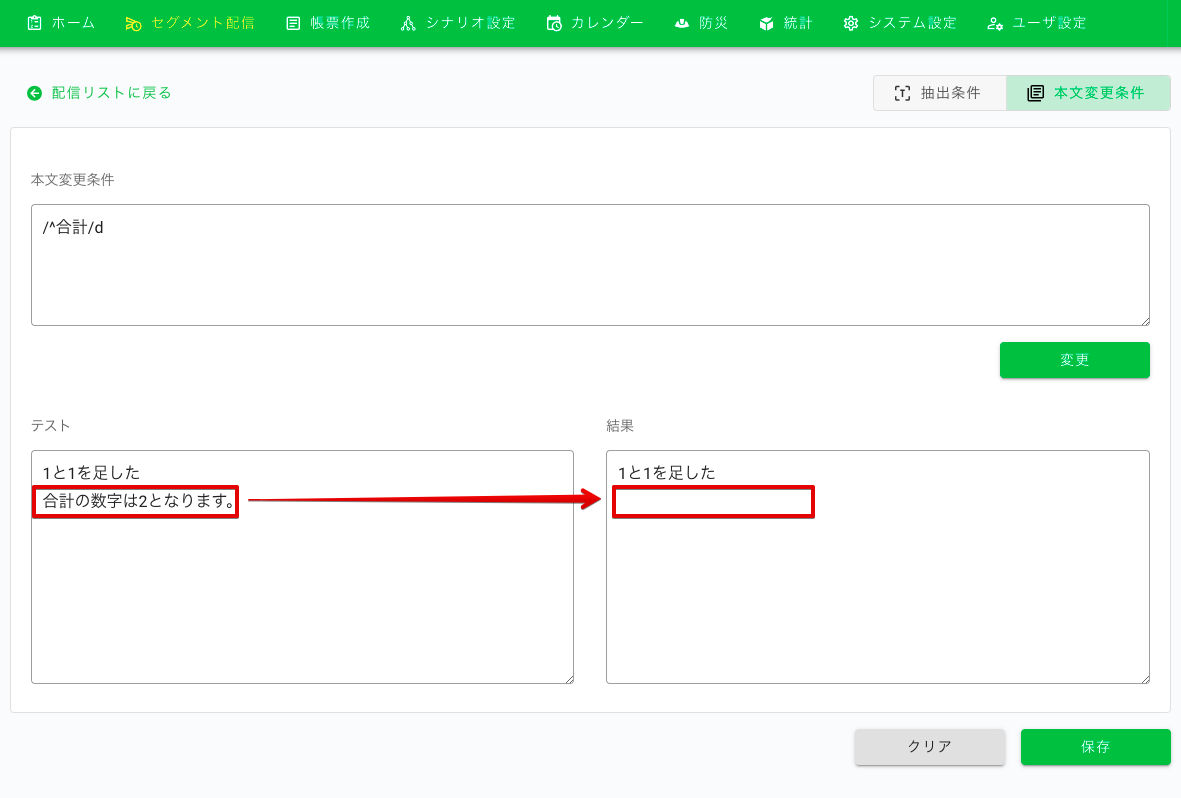 ホーム セグメント配信 帳票作成 シナリオ設定 カレンダー 防災 統計 システム設定 ユーザ設定
配信リストに戻る 抽出条件 本文変更条件
本文変更条件
/^合計/d
変更
テスト 結果
1と1を足した 1と1を足した
合計の数字は2となります。
クリア 保存